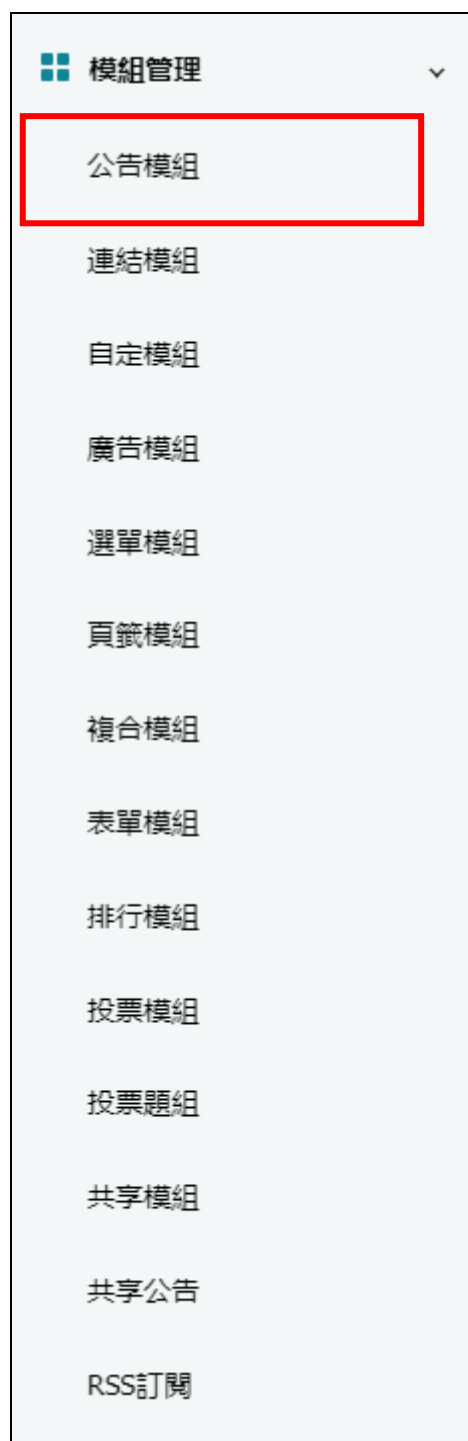 模組管理
公告模組
連結模組
自定模組
廣告模組
選單模組
頁籤模組
複合模組
表單模組
排行模組
投票模組
投票題組
共享模組
共享公告
RSS訂閱